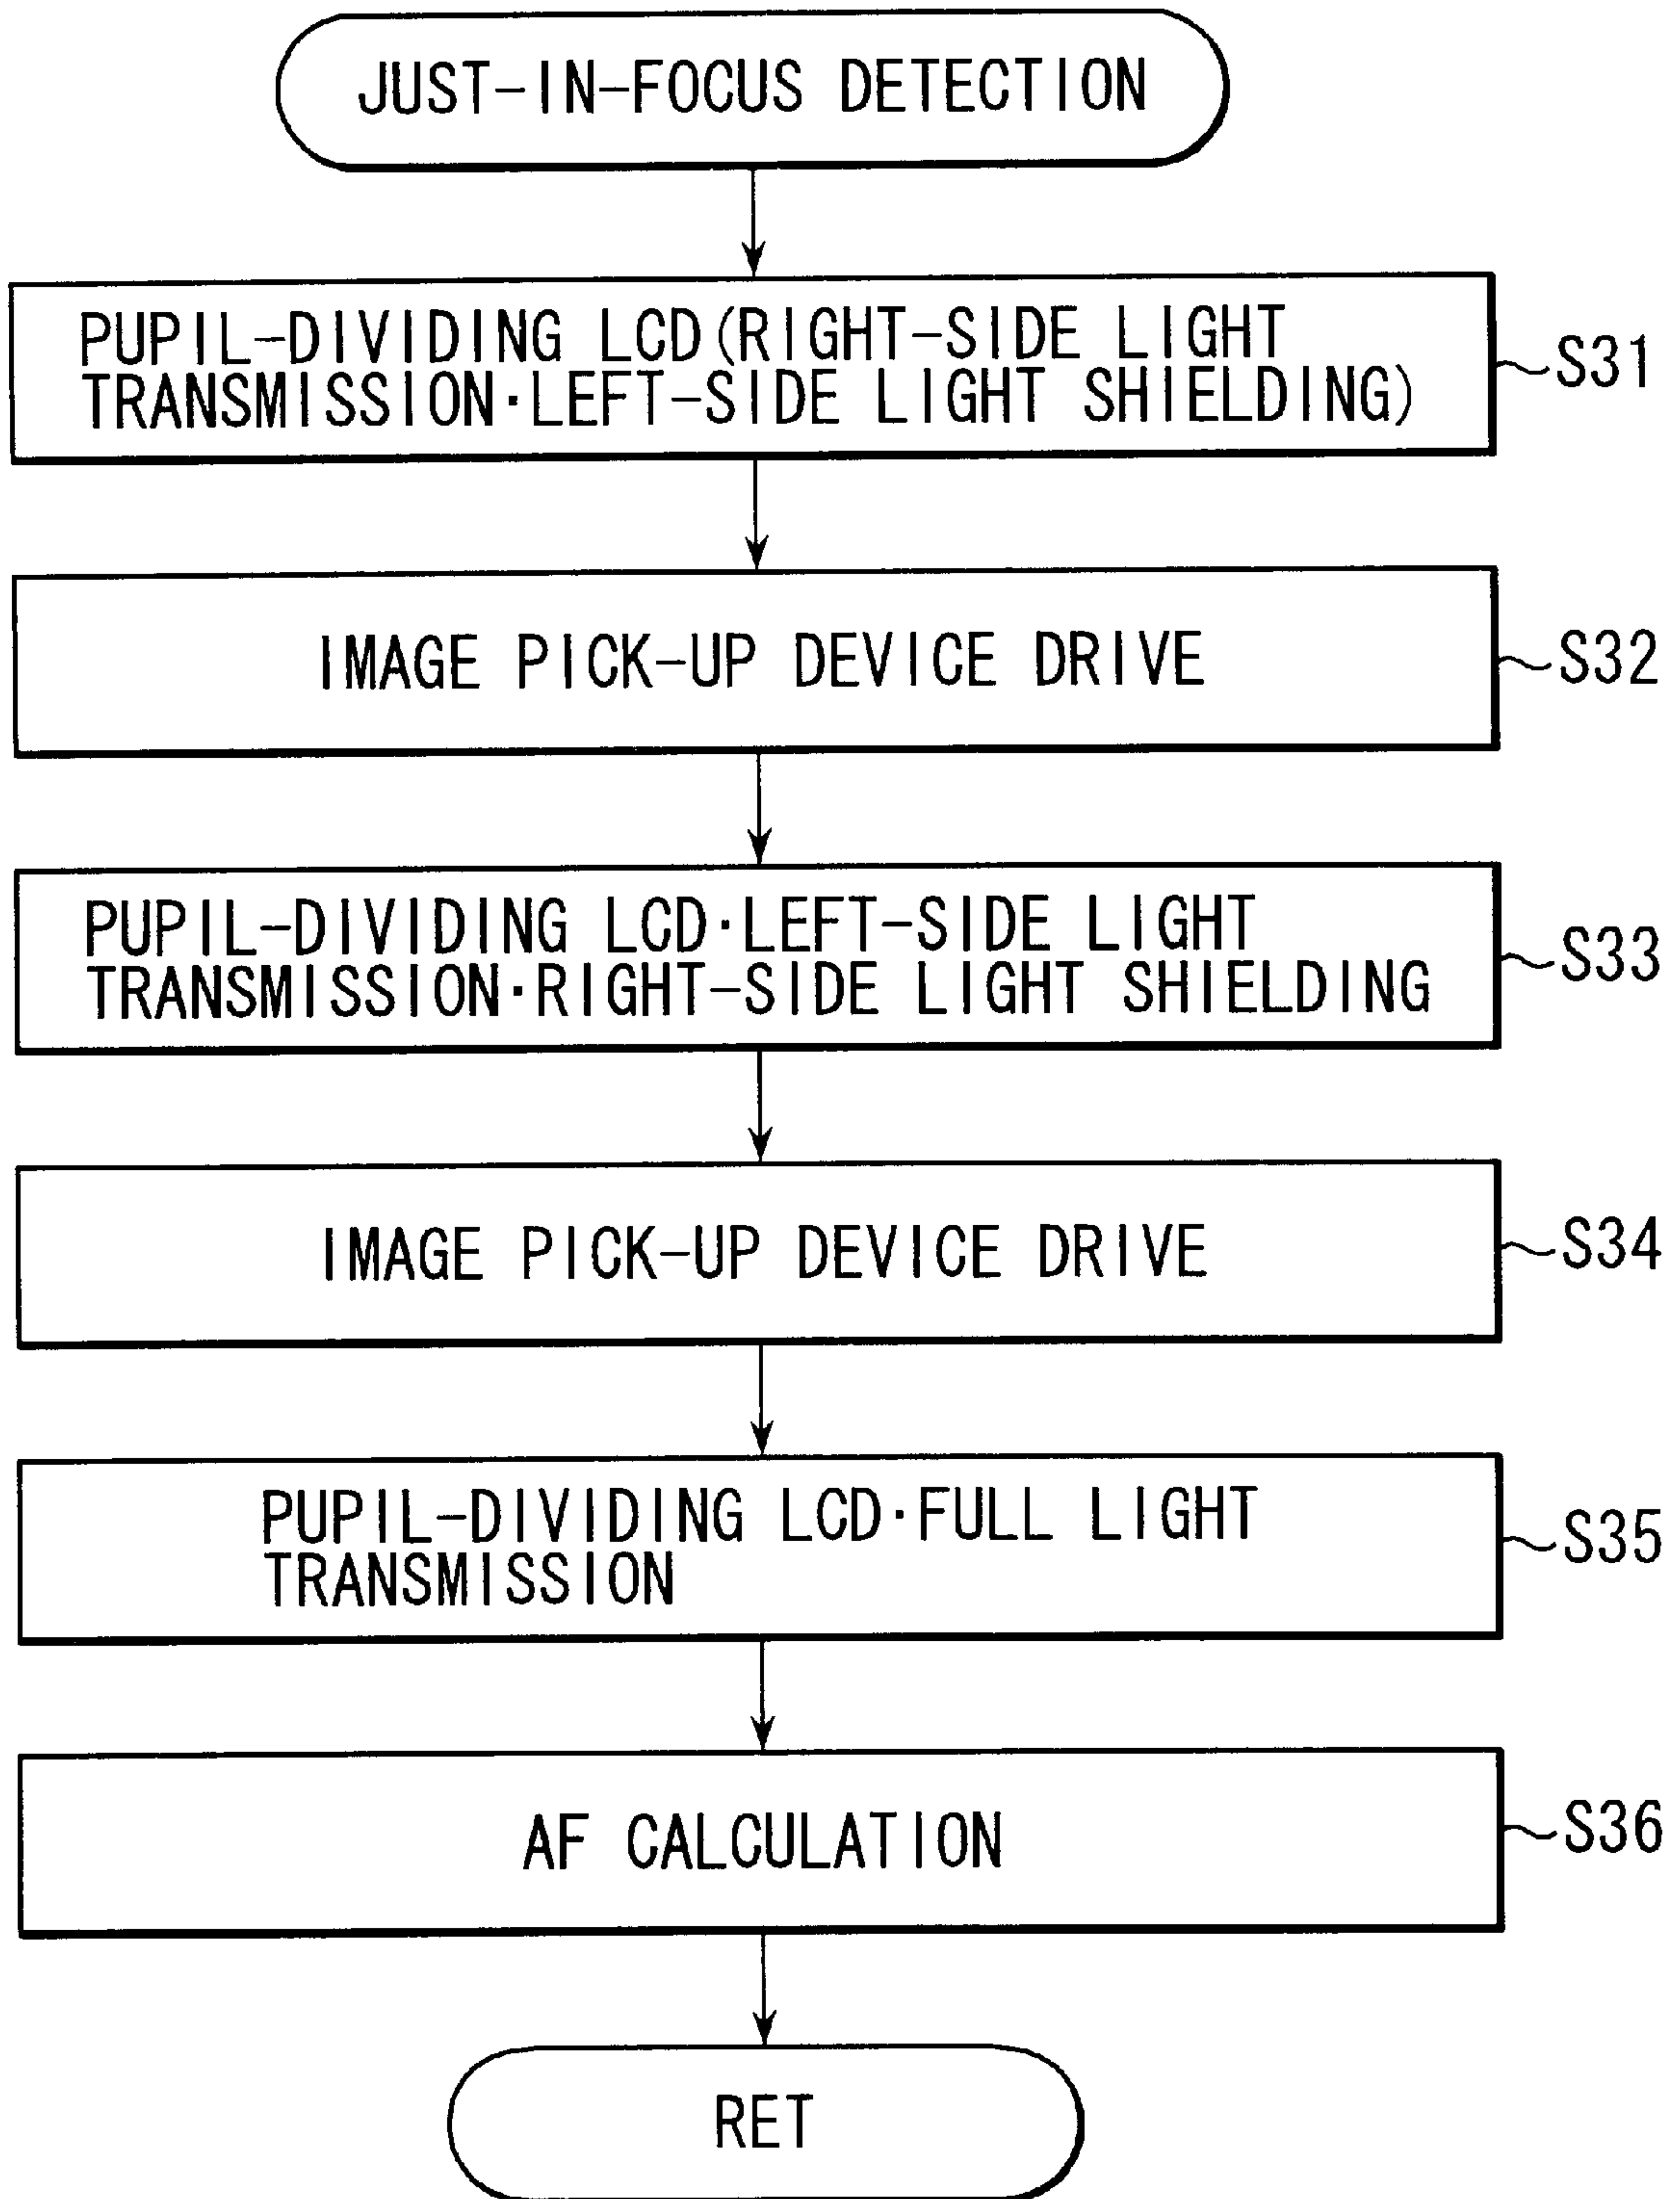 JUST-IN-FOCUS DETECTION
PUPIL-DIVIDING LCD(RIGHT-SIDE LIGHT
TRANSMISSION·LEFT-SIDE LIGHT SHIELDING)
S31
IMAGE PICK-UP DEVICE DRIVE
S32
PUPIL-DIVIDING LCD·LEFT-SIDE LIGHT
TRANSMISSION·RIGHT-SIDE LIGHT SHIELDING
S33
IMAGE PICK-UP DEVICE DRIVE
S34
PUPIL-DIVIDING LCD·FULL LIGHT
TRANSMISSION
S35
AF CALCULATION
S36
RET